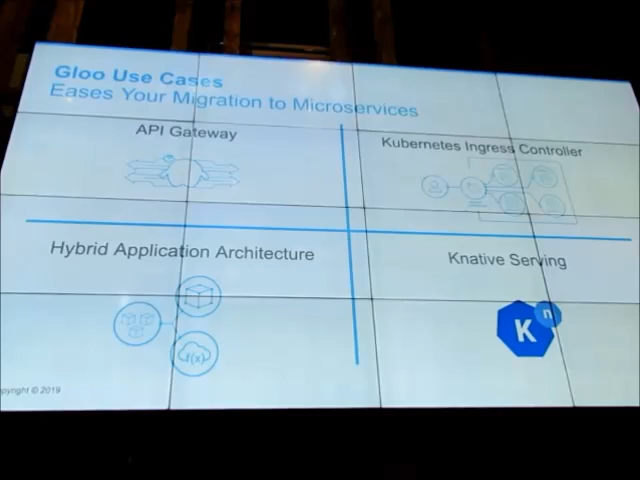 Gloo Use Cases
Eases Your Migration to Microservices
API Gateway
Kubernetes Ingress Controller
Hybrid Application Architecture
Knative Serving
f(x)
K
n
opyright © 2019